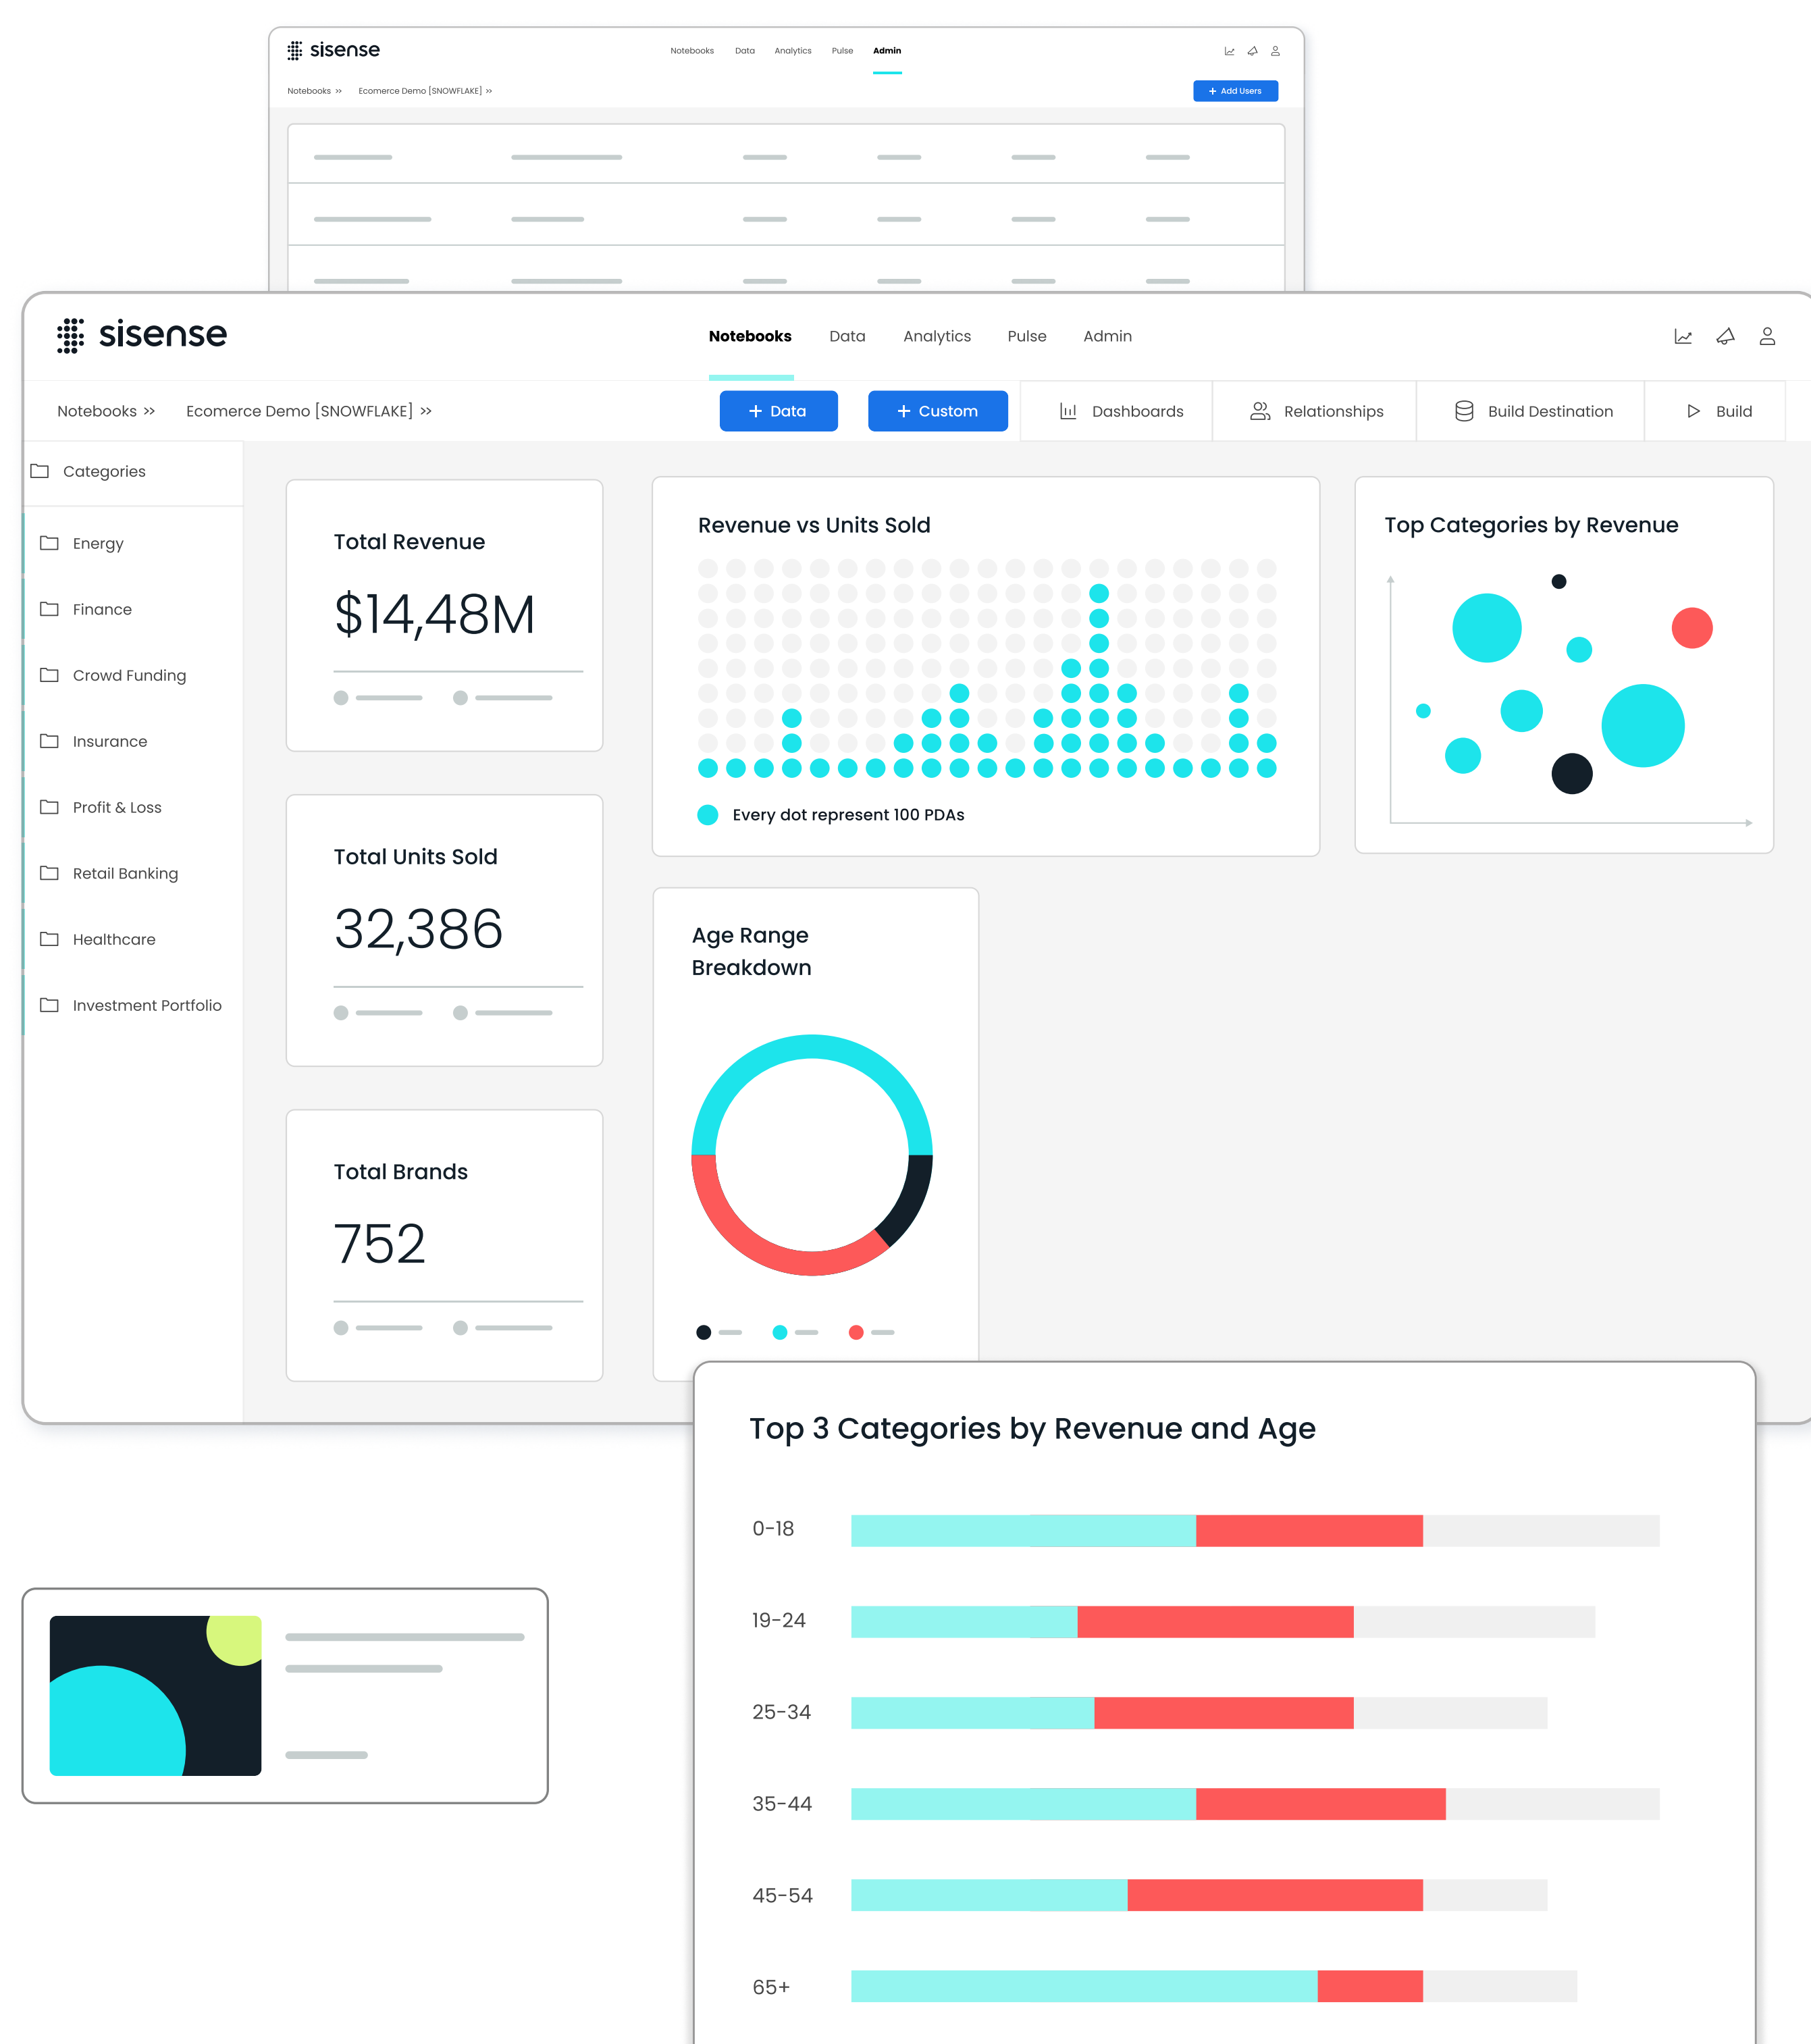 sisense
Notebooks Data Analytics Pulse Admin
Notebooks >> Ecomerce Demo [SNOWFLAKE] >> + Add Users
sisense
Notebooks Data Analytics Pulse Admin
Notebooks >> Ecomerce Demo [SNOWFLAKE] >> + Data + Custom Dashboards Relationships Build Destination Build
Categories
Energy
Finance
Crowd Funding
Insurance
Profit & Loss
Retail Banking
Healthcare
Investment Portfolio
Total Revenue
$14,48M
Total Units Sold
32,386
Total Brands
752
Revenue vs Units Sold
Every dot represent 100 PDAs
Top Categories by Revenue
Age Range
Breakdown
Top 3 Categories by Revenue and Age
0-18
19-24
25-34
35-44
45-54
65+